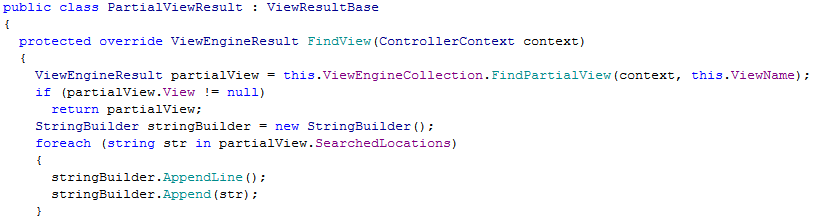 public class PartialViewResult : ViewResultBase
{
  protected override ViewEngineResult FindView(ControllerContext context)
  {
    ViewEngineResult partialView = this.ViewEngineCollection.FindPartialView(context, this.ViewName);
    if (partialView.View != null)
      return partialView;
    StringBuilder stringBuilder = new StringBuilder();
    foreach (string str in partialView.SearchedLocations)
    {
      stringBuilder.AppendLine();
      stringBuilder.Append(str);
    }